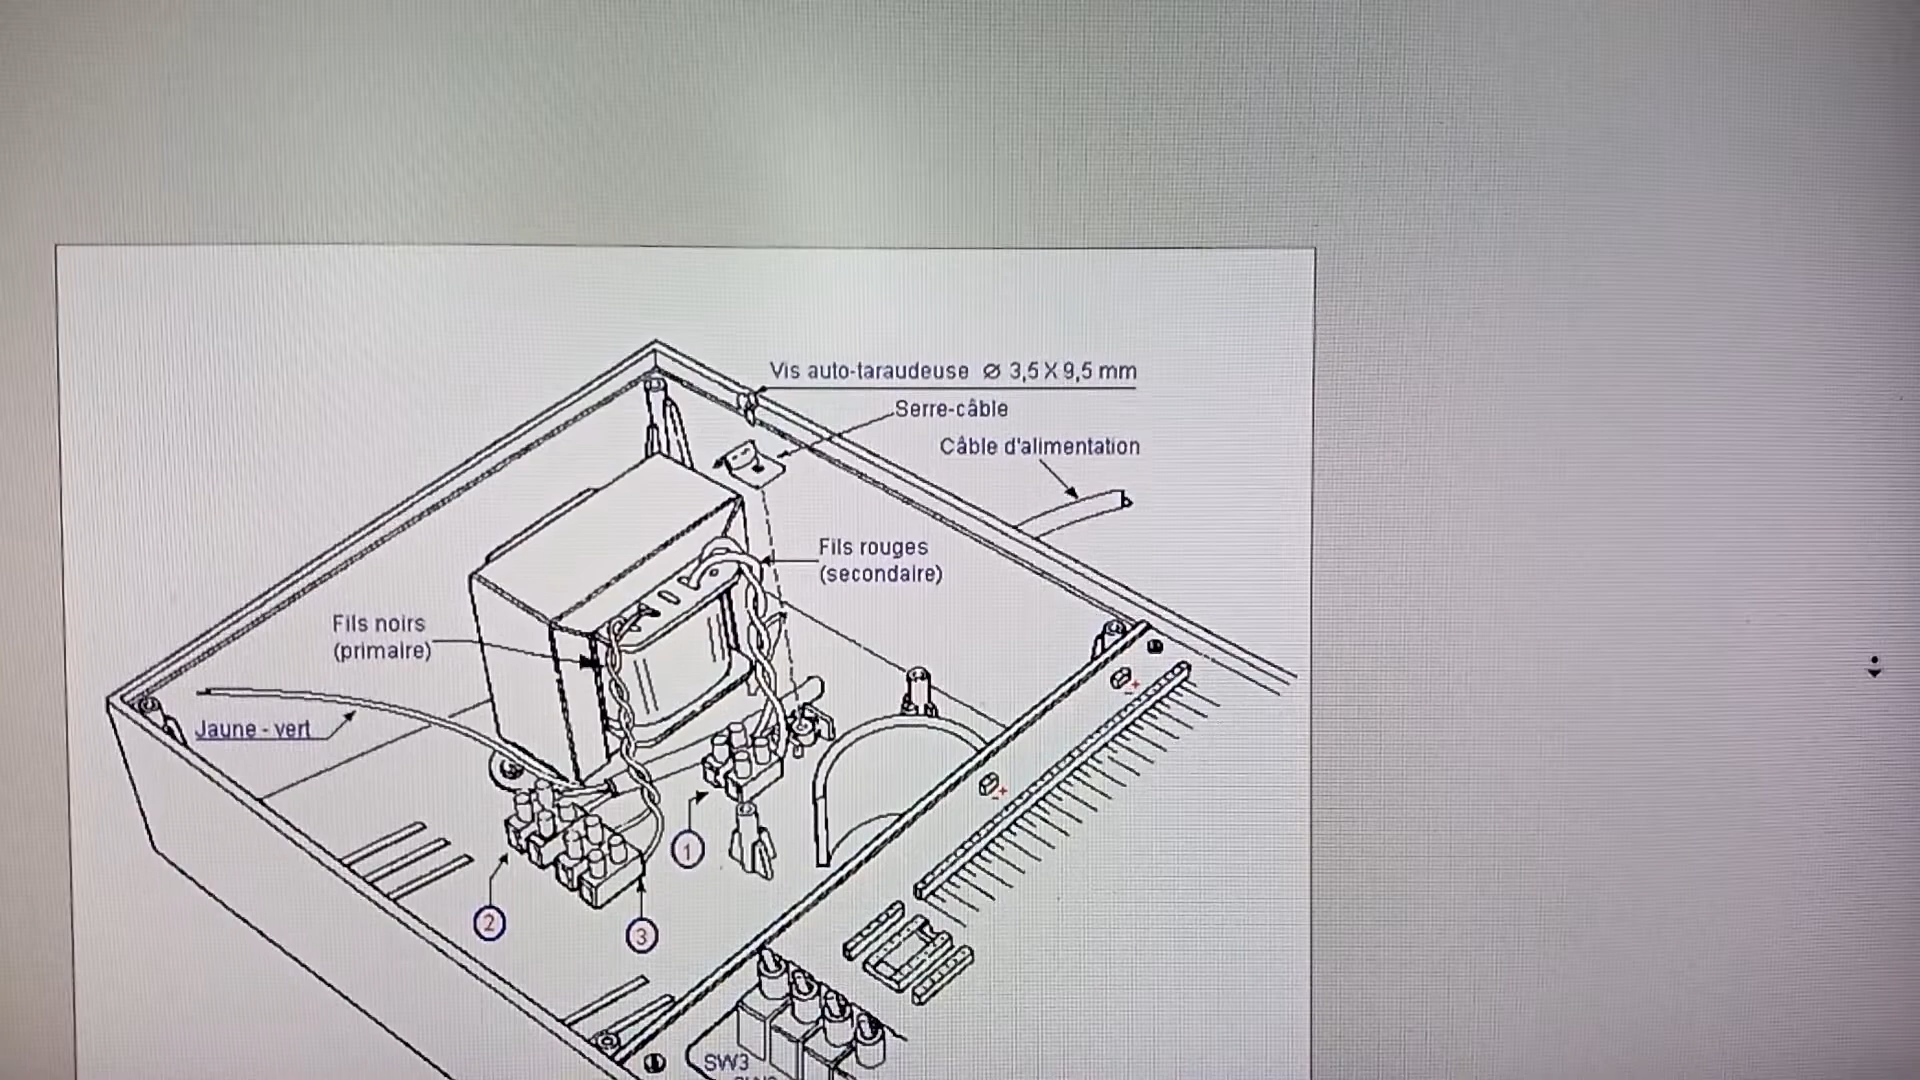 Vis auto-taraudeuse ⌀ 3,5 X 9,5 mm
Serre-câble
Câble d'alimentation
Fils rouges
(secondaire)
Fils noirs
(primaire)
Jaune - vert
1
2
3
SW3